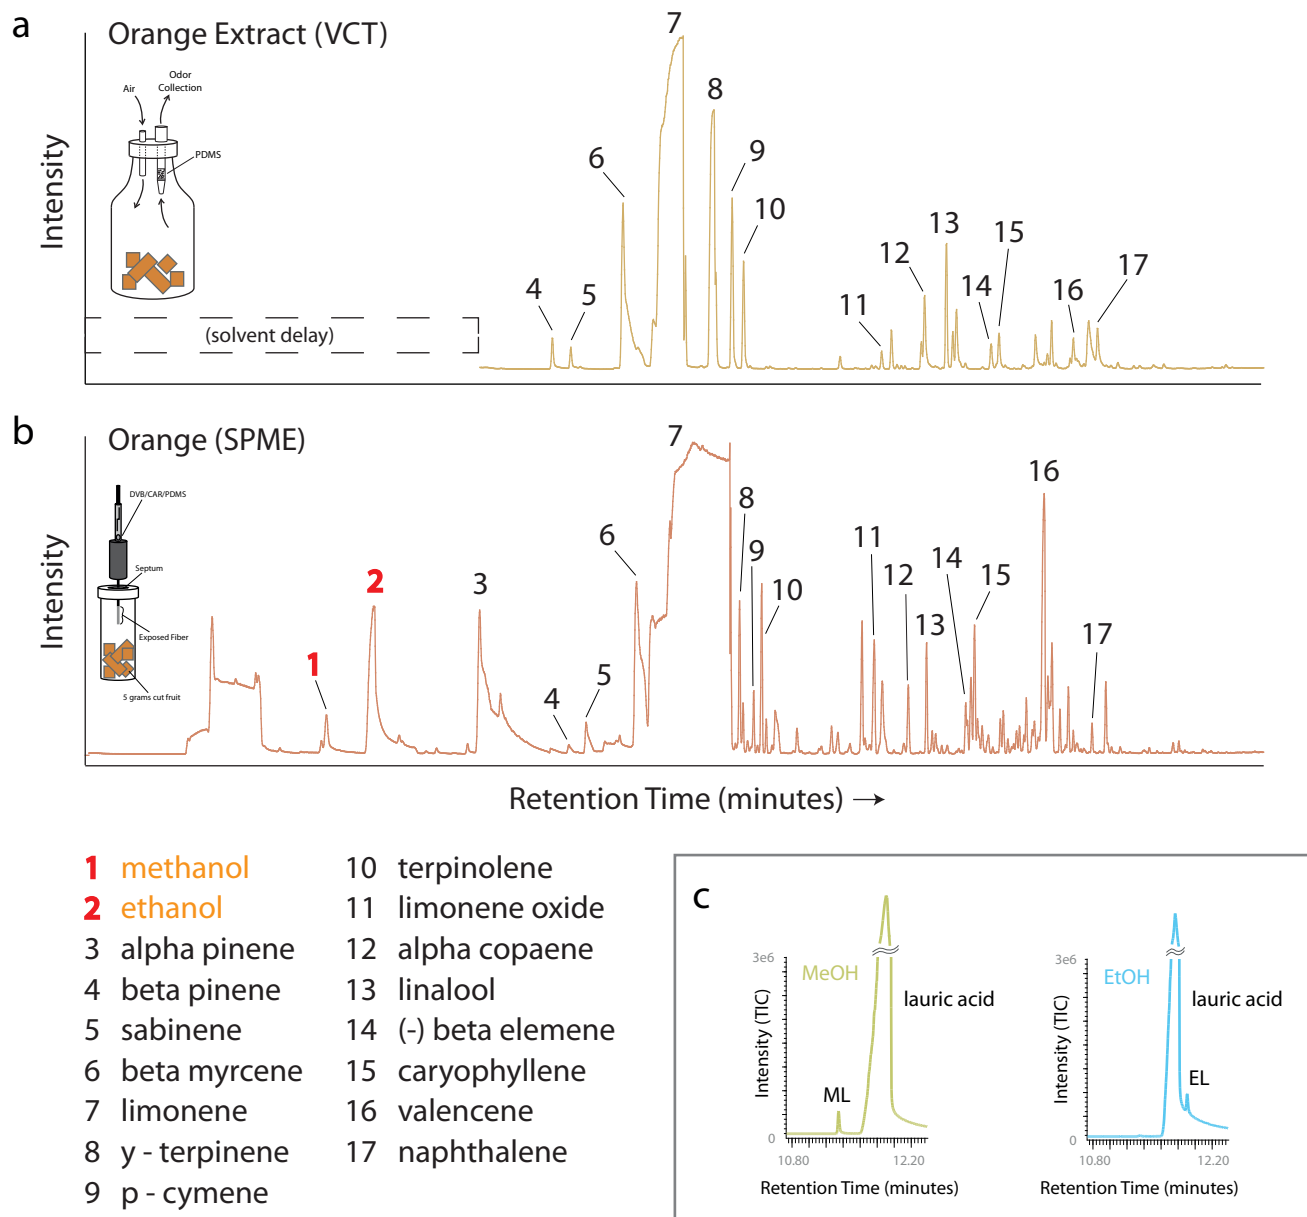 a
Orange Extract (VCT)
Intensity
Air
Odor
Collection
PDMS
(solvent delay)
4
5
6
7
8
9
10
11
12
13
14
15
16
17
b
Orange (SPME)
Intensity
DVB/CAR/PDMS
Septum
Exposed Fiber
5 grams cut fruit
1
2
3
4
5
6
7
8
9
10
11
12
13
14
15
16
17
Retention Time (minutes) →
1 methanol
2 ethanol
3 alpha pinene
4 beta pinene
5 sabinene
6 beta myrcene
7 limonene
8 y - terpinene
9 p - cymene
10 terpinolene
11 limonene oxide
12 alpha copaene
13 linalool
14 (-) beta elemene
15 caryophyllene
16 valencene
17 naphthalene
c
3e6
MeOH
lauric acid
Intensity (TIC)
ML
0
10.80
12.20
Retention Time (minutes)
3e6
EtOH
lauric acid
Intensity (TIC)
EL
0
10.80
12.20
Retention Time (minutes)